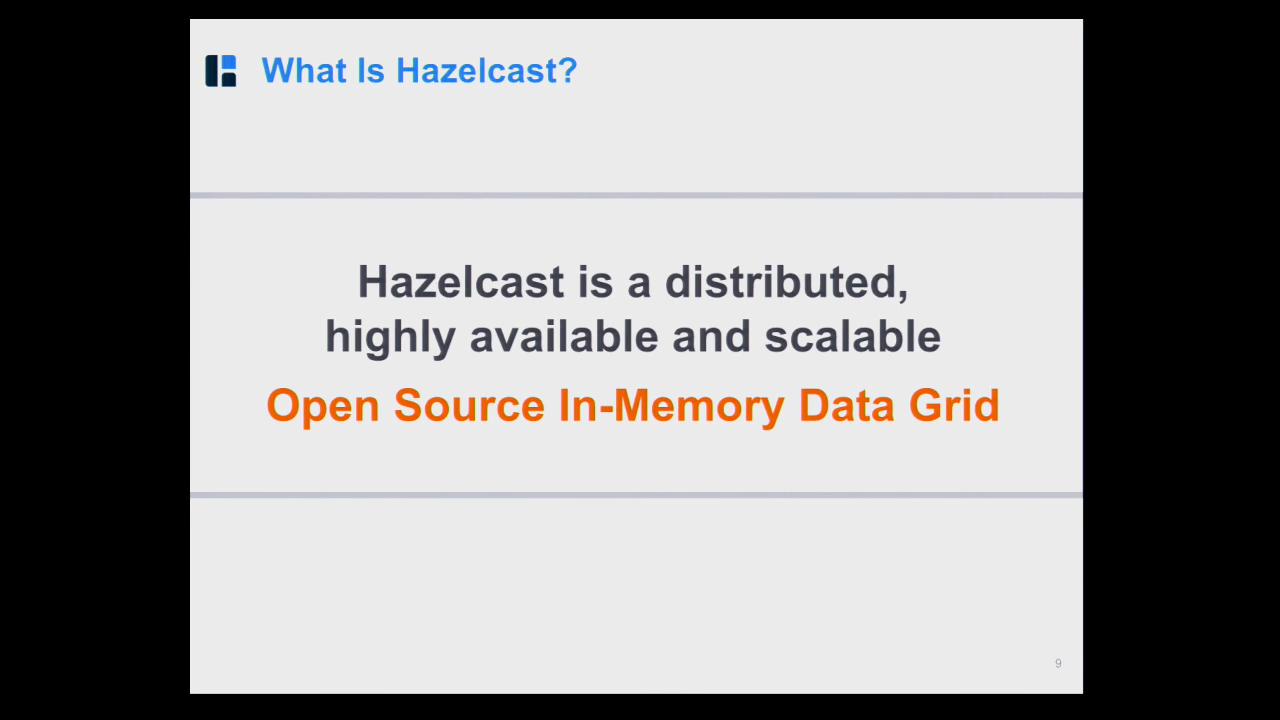 What Is Hazelcast?
Hazelcast is a distributed,
highly available and scalable
Open Source In-Memory Data Grid
9